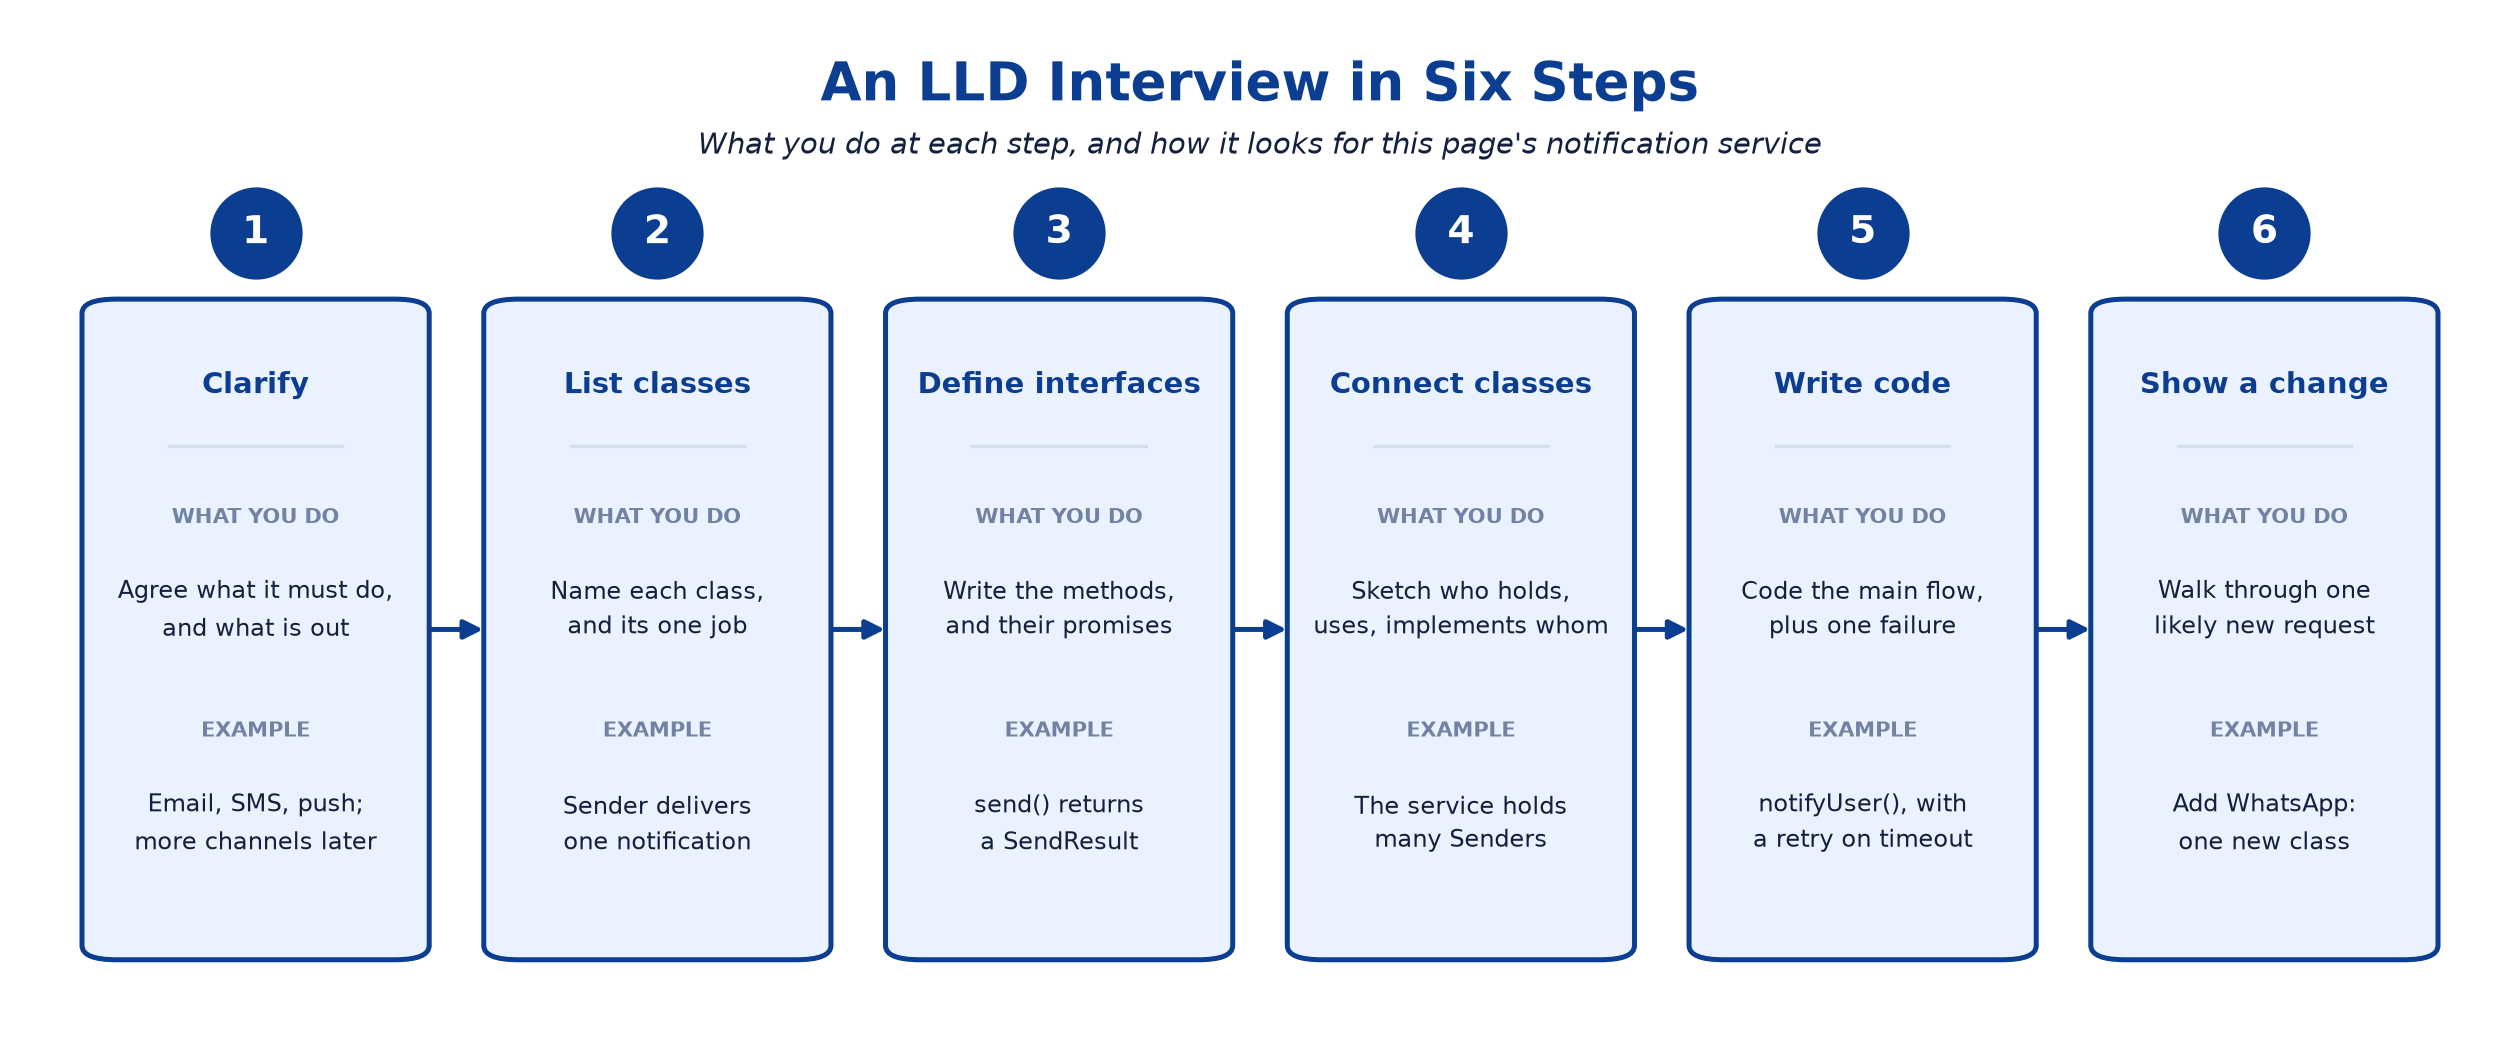 An LLD Interview in Six Steps
What you do at each step, and how it looks for this page's notification service
1
Clarify
WHAT YOU DO
Agree what it must do,
and what is out
EXAMPLE
Email, SMS, push;
more channels later
2
List classes
WHAT YOU DO
Name each class,
and its one job
EXAMPLE
Sender delivers
one notification
3
Define interfaces
WHAT YOU DO
Write the methods,
and their promises
EXAMPLE
send() returns
a SendResult
4
Connect classes
WHAT YOU DO
Sketch who holds,
uses, implements whom
EXAMPLE
The service holds
many Senders
5
Write code
WHAT YOU DO
Code the main flow,
plus one failure
EXAMPLE
notifyUser(), with
a retry on timeout
6
Show a change
WHAT YOU DO
Walk through one
likely new request
EXAMPLE
Add WhatsApp:
one new class